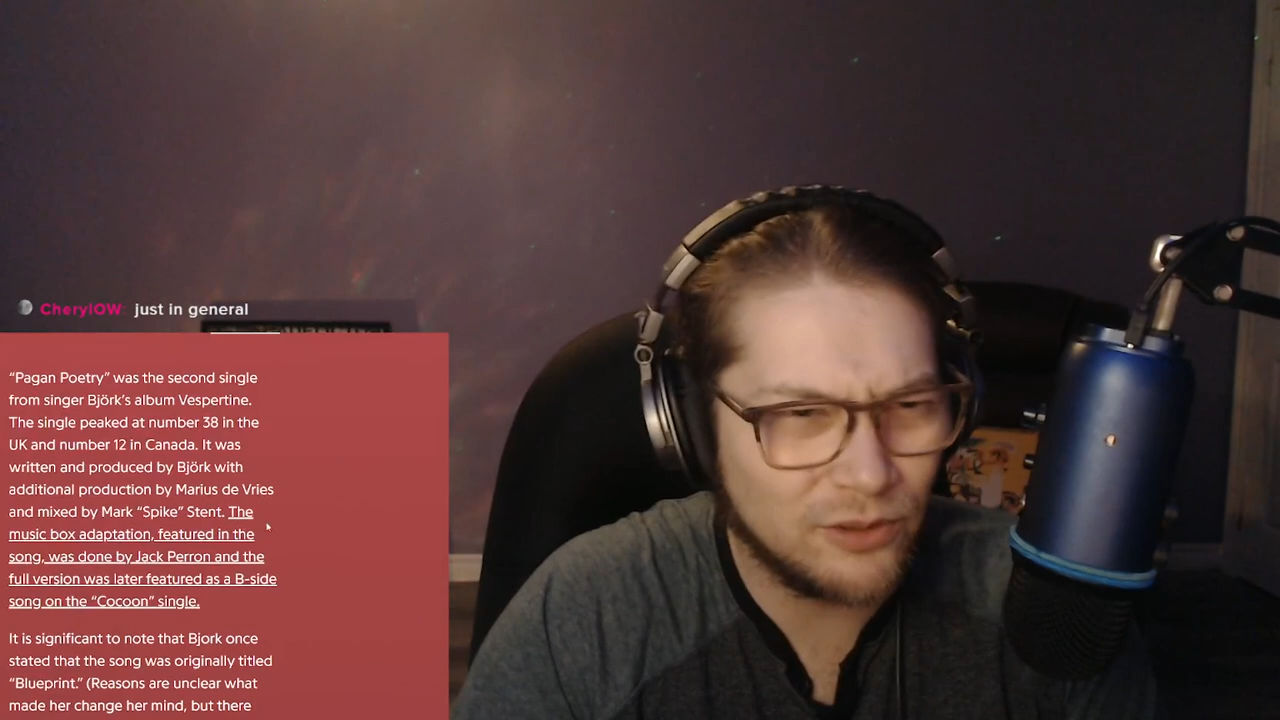 CherylOW: just in general
“Pagan Poetry” was the second single
from singer Björk’s album Vespertine.
The single peaked at number 38 in the
UK and number 12 in Canada. It was
written and produced by Björk with
additional production by Marius de Vries
and mixed by Mark “Spike” Stent. The
music box adaptation, featured in the
song, was done by Jack Perron and the
full version was later featured as a B-side
song on the “Cocoon” single.
It is significant to note that Bjork once
stated that the song was originally titled
“Blueprint.” (Reasons are unclear what
made her change her mind, but there